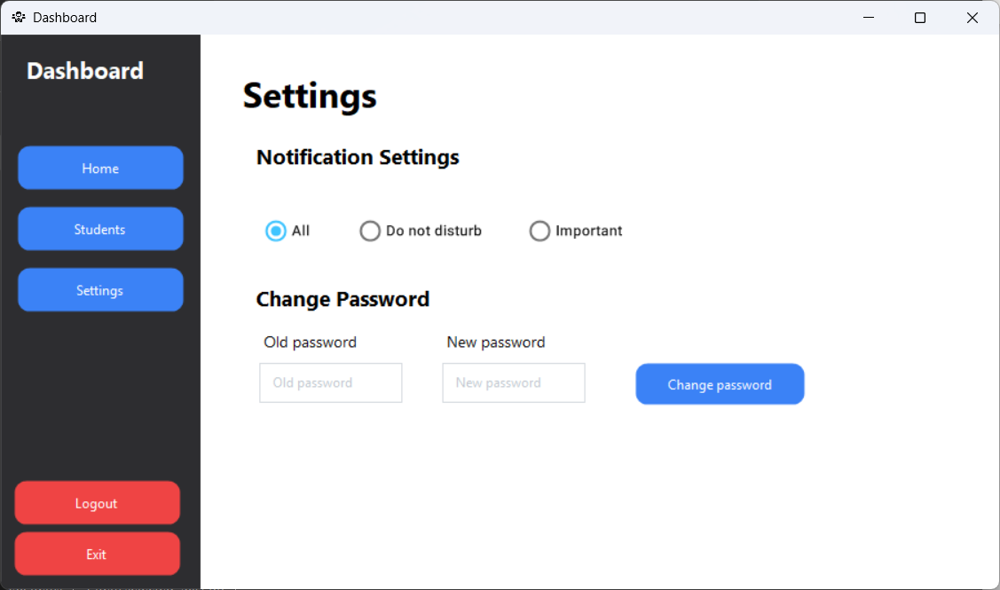 Dashboard
Dashboard
Home
Students
Settings
Logout
Exit
Settings
Notification Settings
All Do not disturb Important
Change Password
Old password New password
Old password New password Change password